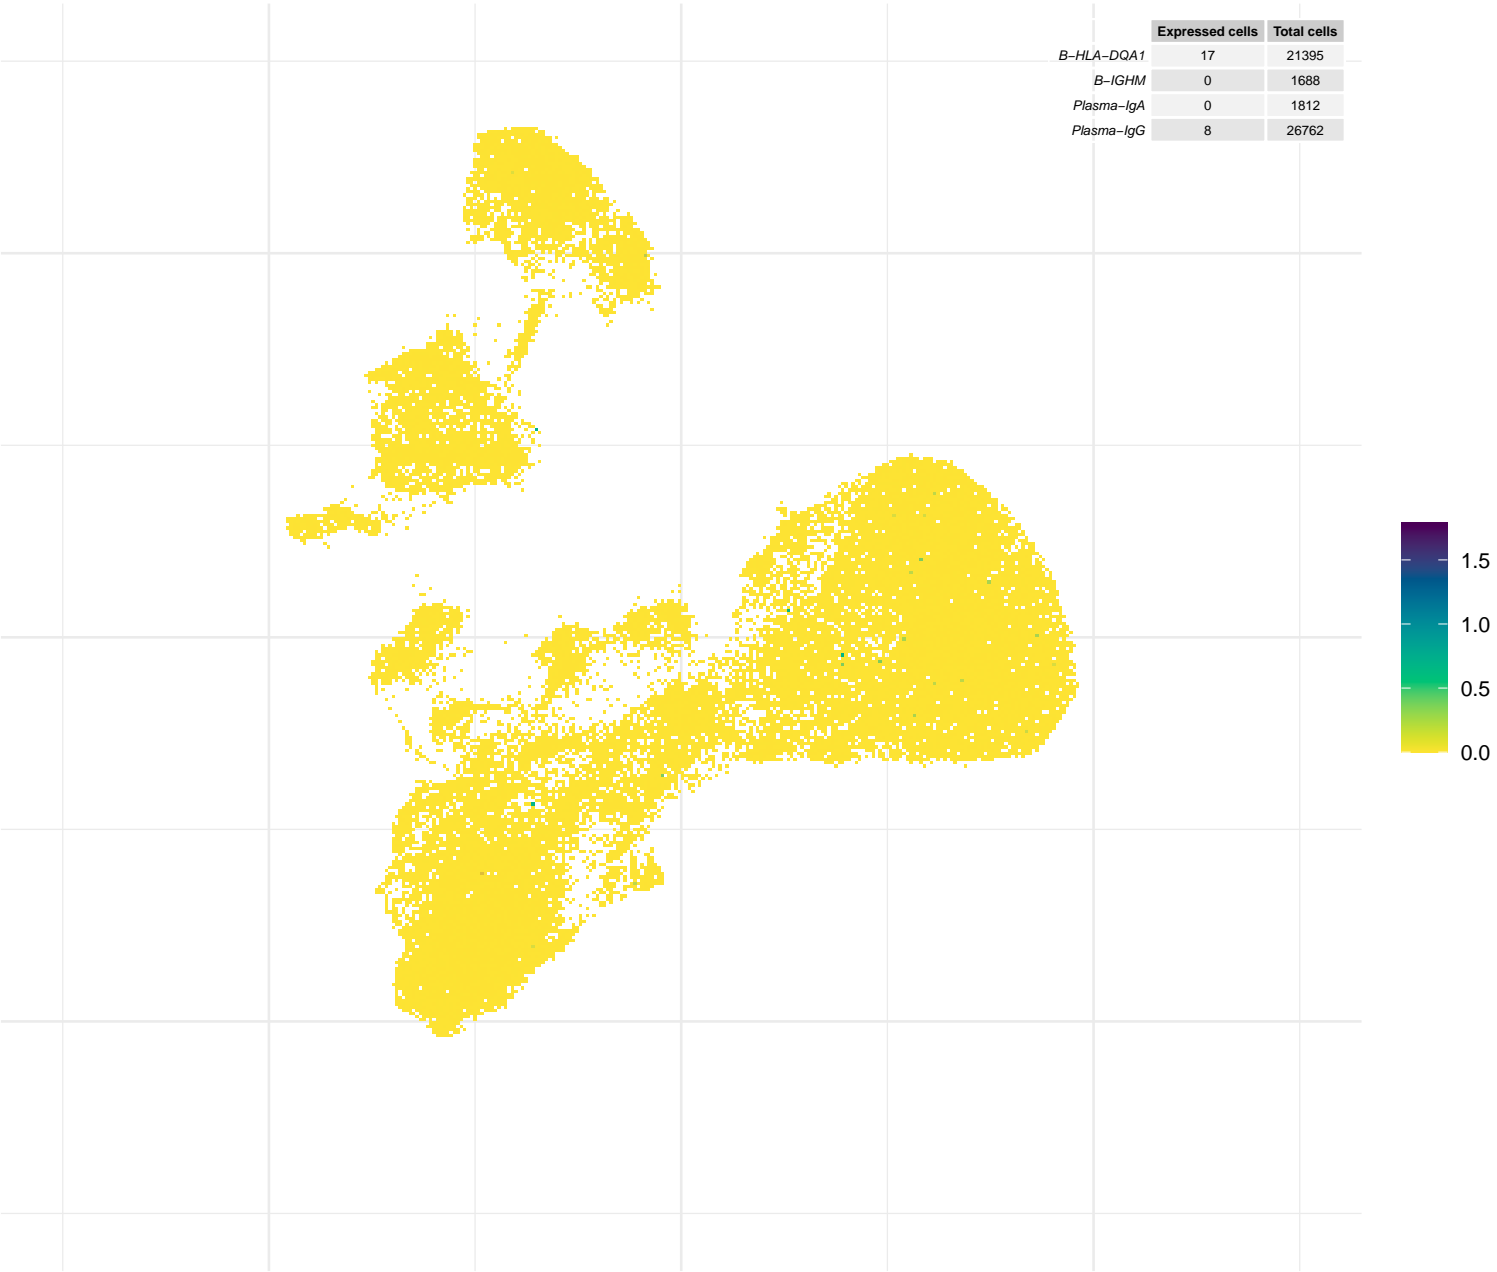 Expressed cells Total cells
B−HLA−DQA1 17 21395
B−IGHM 0 1688
Plasma−IgA 0 1812
Plasma−IgG 8 26762
1.5
1.0
0.5
0.0